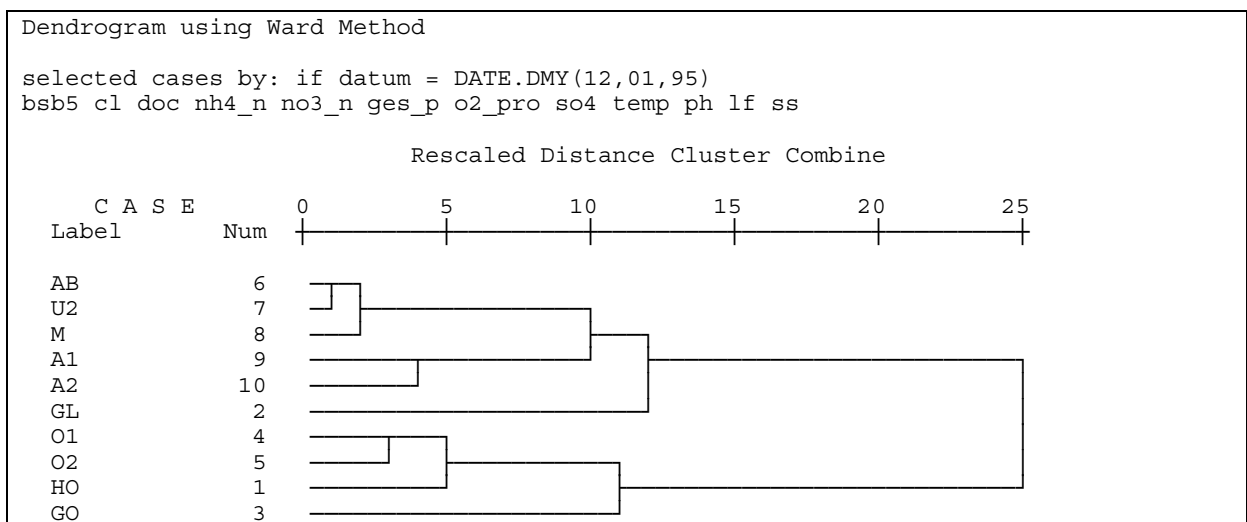 Dendrogram using Ward Method
selected cases by: if datum = DATE.DMY(12,01,95)
bsb5 cl doc nh4_n no3_n ges_p o2_pro so4 temp ph lf ss
Rescaled Distance Cluster Combine
C A S E 0 5 10 15 20 25
Label Num
AB 6
U2 7
M 8
A1 9
A2 10
GL 2
O1 4
O2 5
HO 1
GO 3